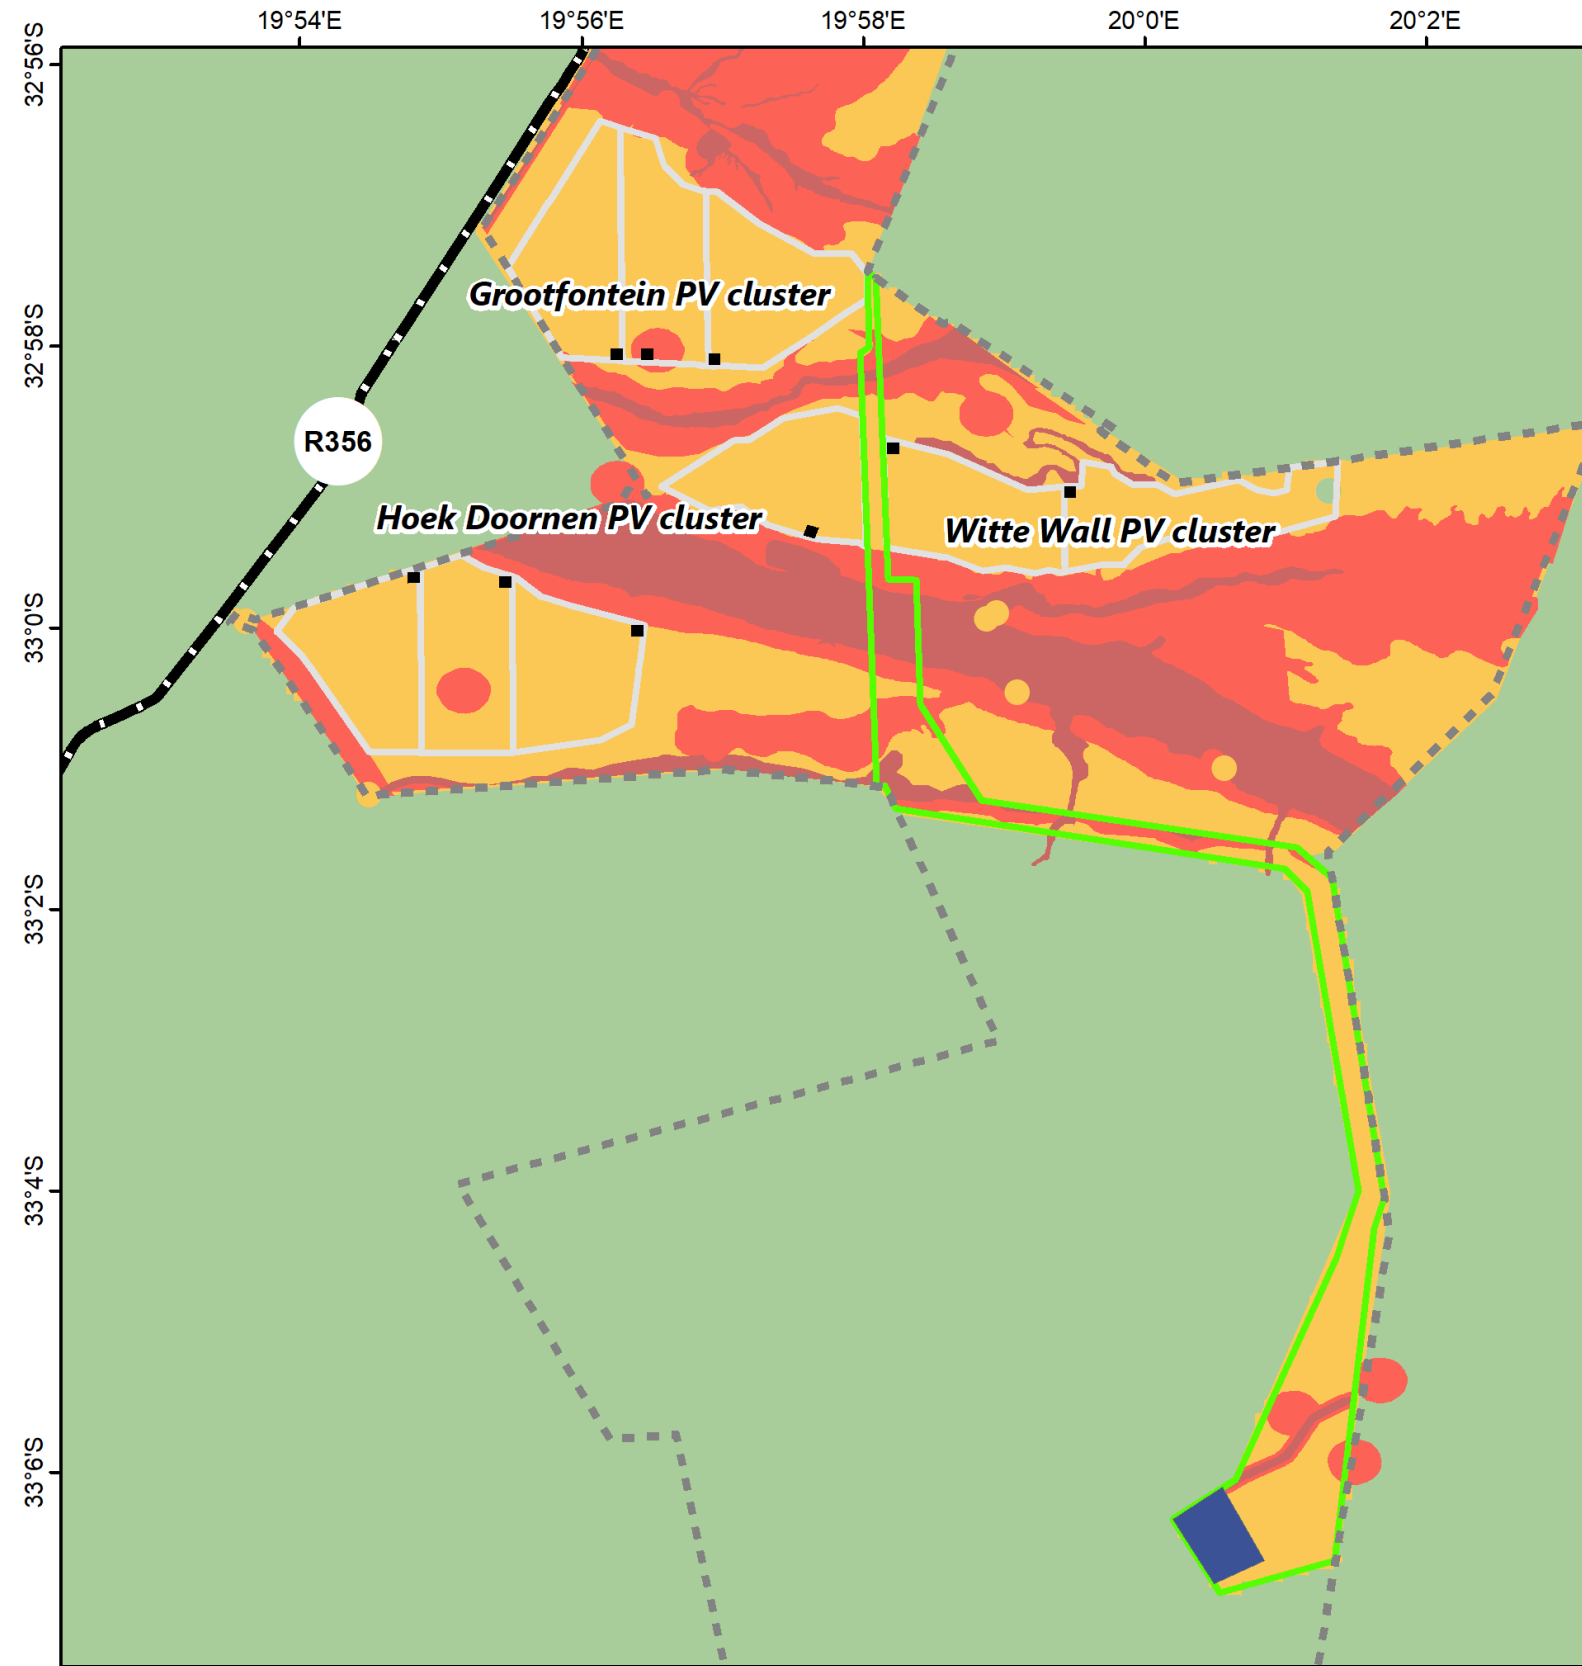 19°54'E 19°56'E 19°58'E 20°0'E 20°2'E
32°56'S
Grootfontein PV cluster
32°58'S
R356
Hoek Doornen PV cluster
Witte Wall PV cluster
33°0'S
33°2'S
33°4'S
33°6'S